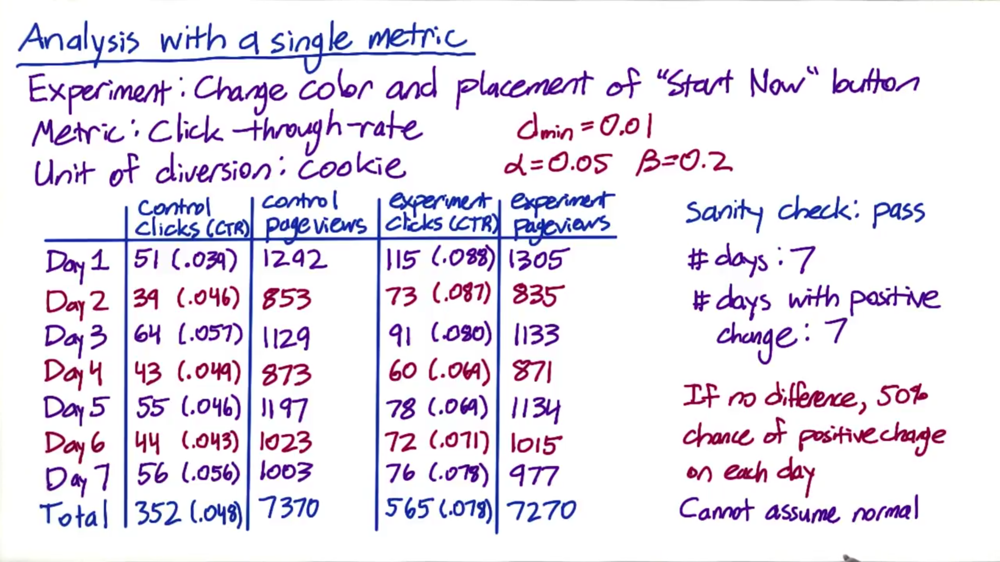 Analysis with a single metric
Experiment: Change color and placement of "Start Now" button
Metric: Click-through-rate
dmin = 0.01
Unit of diversion: cookie
α = 0.05 β = 0.2
control clicks (CTR) control pageviews experiment clicks (CTR) experiment pageviews
Day 1 51 (.039) 1292 115 (.088) 1305
Day 2 39 (.046) 853 73 (.087) 835
Day 3 64 (.057) 1129 91 (.080) 1133
Day 4 43 (.049) 873 60 (.069) 871
Day 5 55 (.046) 1197 78 (.069) 1134
Day 6 44 (.043) 1023 72 (.071) 1015
Day 7 56 (.056) 1003 76 (.078) 977
Total 352 (.048) 7370 565 (.078) 7270
Sanity check: pass
# days: 7
# days with positive
change: 7
If no difference, 50%
chance of positive change
on each day
Cannot assume normal